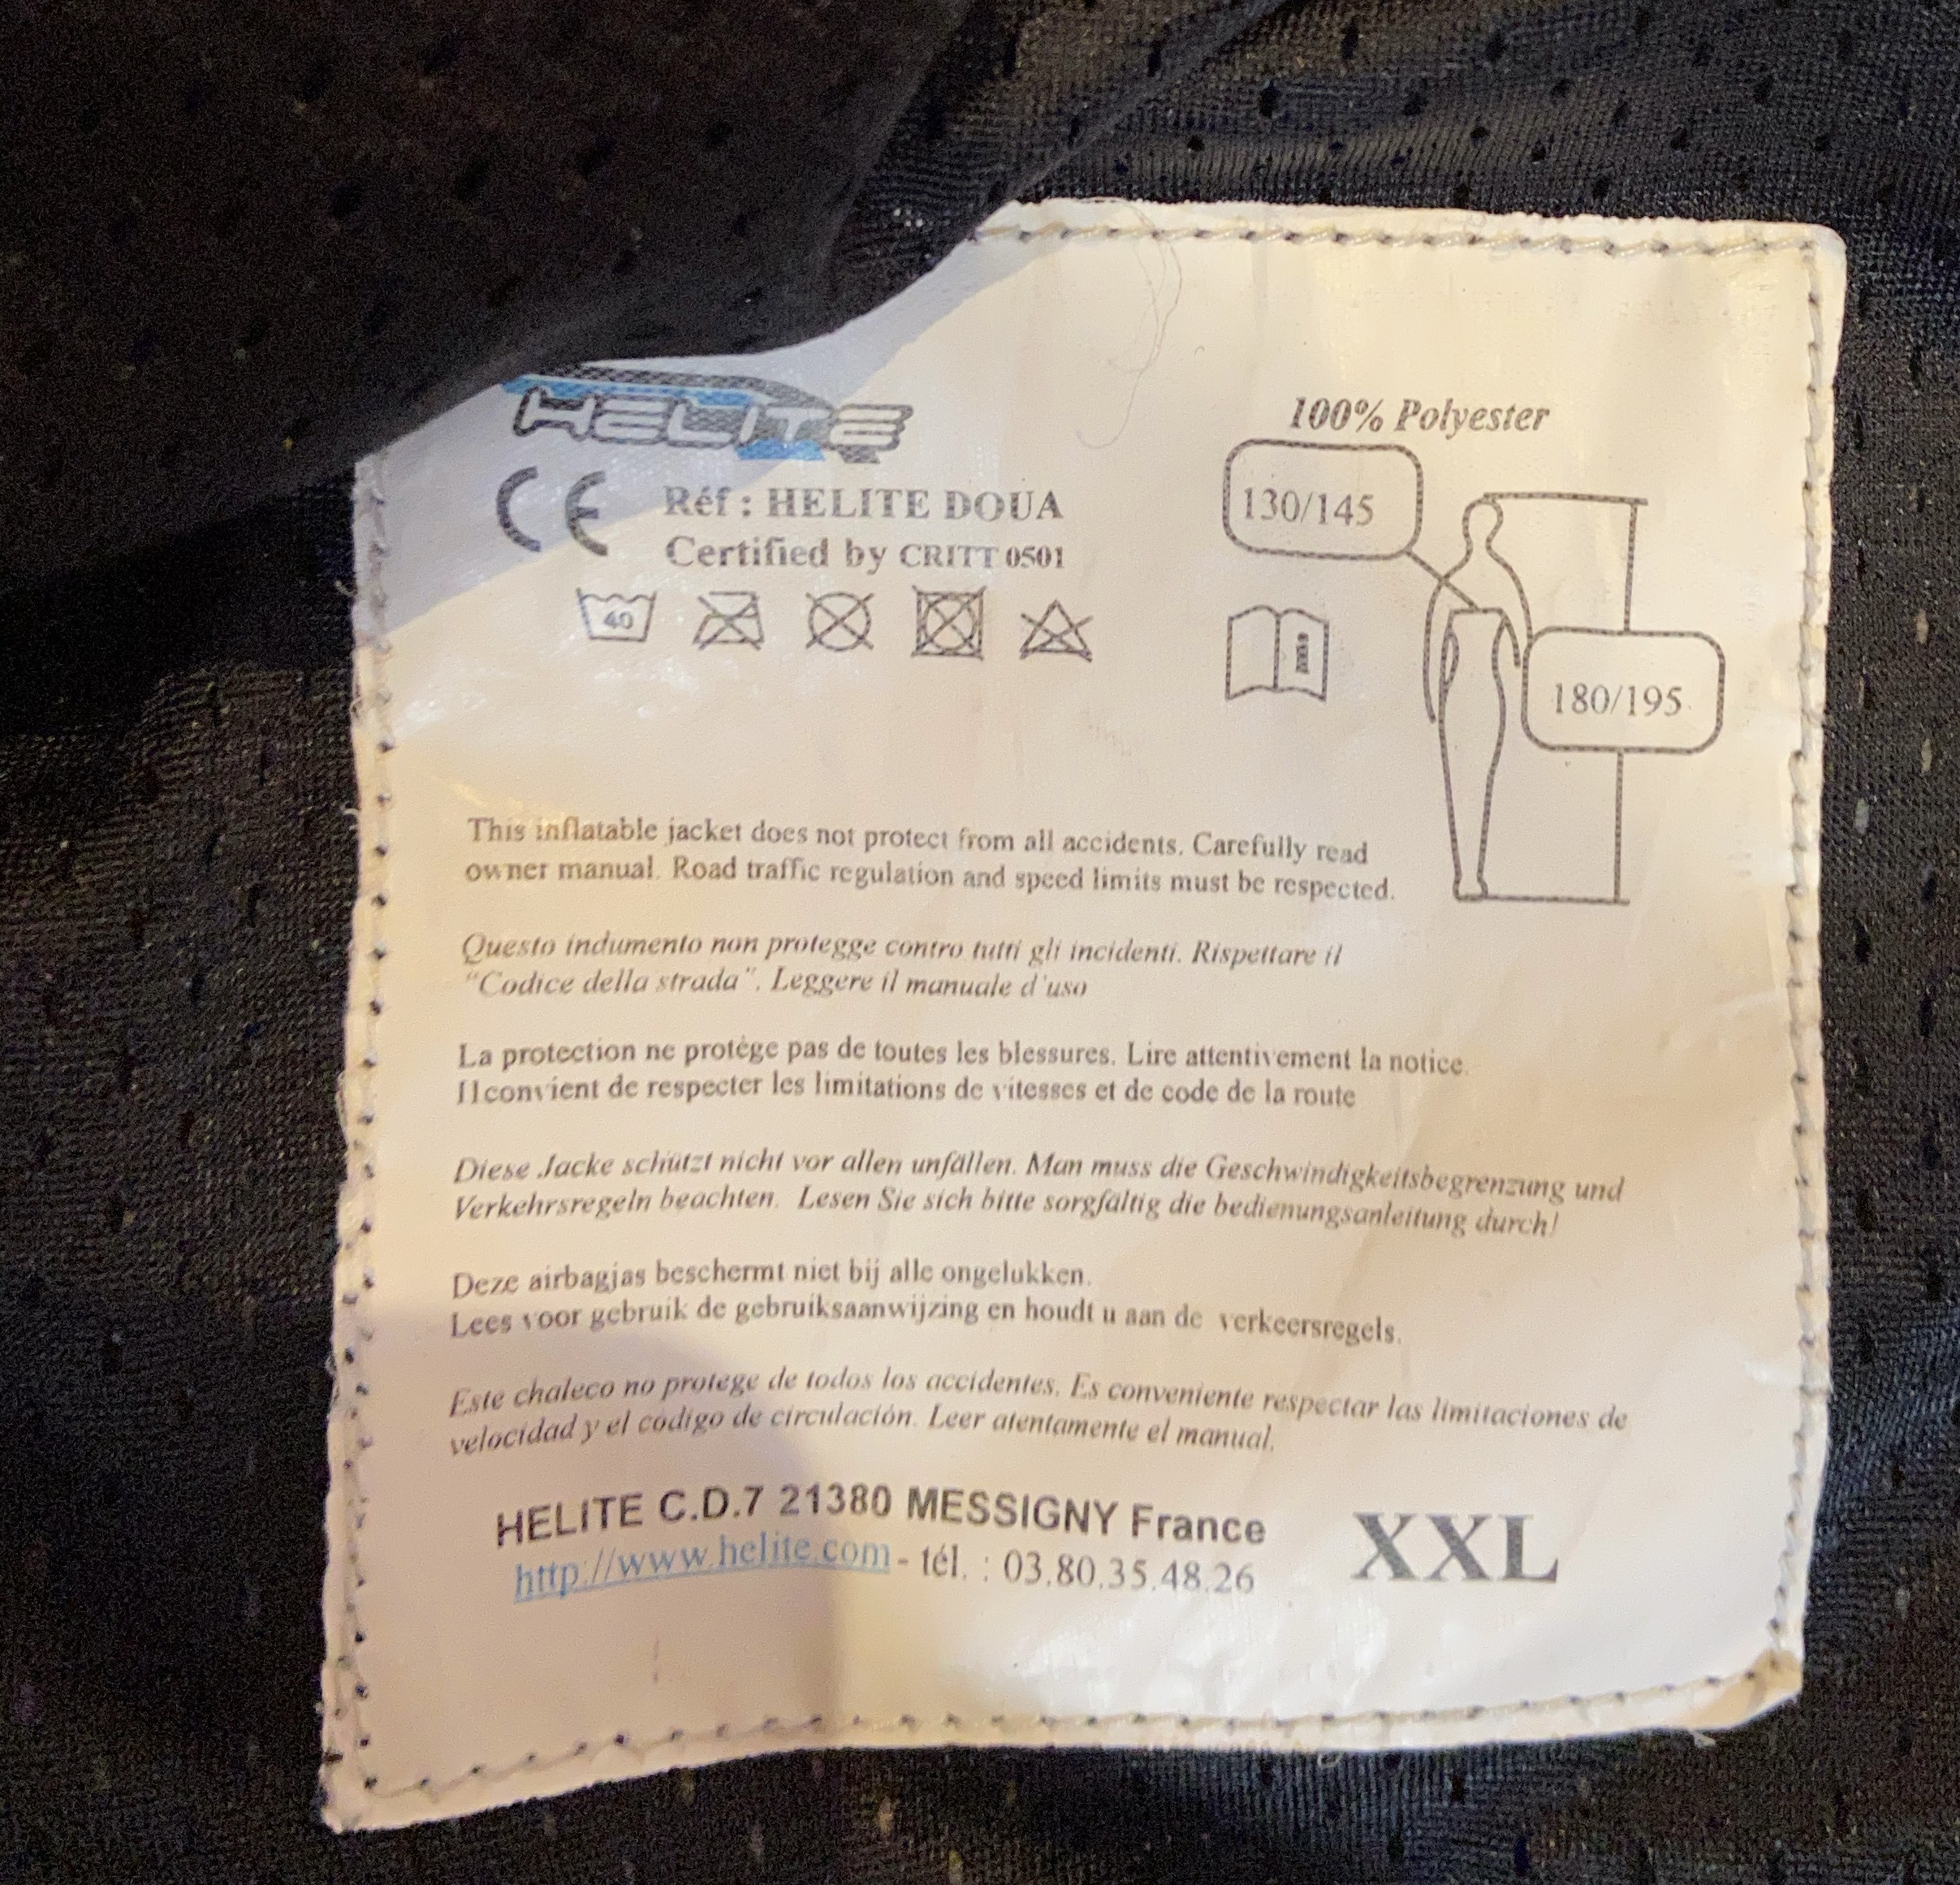 HELITE
CE
Réf : HELITE DOUA
Certified by CRITT 0501
40
100% Polyester
130/145
180/195
This inflatable jacket does not protect from all accidents. Carefully read
owner manual. Road traffic regulation and speed limits must be respected.
Questo indumento non protegge contro tutti gli incidenti. Rispettare il
"Codice della strada". Leggere il manuale d'uso
La protection ne protège pas de toutes les blessures. Lire attentivement la notice.
Il convient de respecter les limitations de vitesses et de code de la route
Diese Jacke schützt nicht vor allen unfällen. Man muss die Geschwindigkeitsbegrenzung und
Verkehrsregeln beachten. Lesen Sie sich bitte sorgfältig die bedienungsanleitung durch!
Deze airbagjas beschermt niet bij alle ongelukken.
Lees voor gebruik de gebruiksaanwijzing en houdt u aan de verkeersregels.
Este chaleco no protege de todos los accidentes. Es conveniente respectar las limitaciones de
velocidad y el código de circulación. Leer atentamente el manual.
HELITE C.D.7 21380 MESSIGNY France
http://www.helite.com - tél. : 03.80.35.48.26
XXL